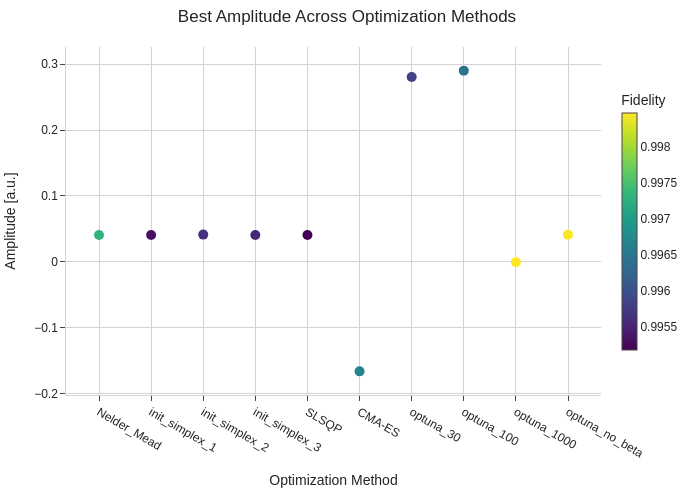 Best Amplitude Across Optimization Methods
Fidelity
0.998
0.9975
0.997
0.9965
0.996
0.9955
Amplitude [a.u.]
0.3
0.2
0.1
0
−0.1
−0.2
Nelder_Mead
init_simplex_1
init_simplex_2
init_simplex_3
SLSQP
CMA-ES
optuna_30
optuna_100
optuna_1000
optuna_no_beta
Optimization Method